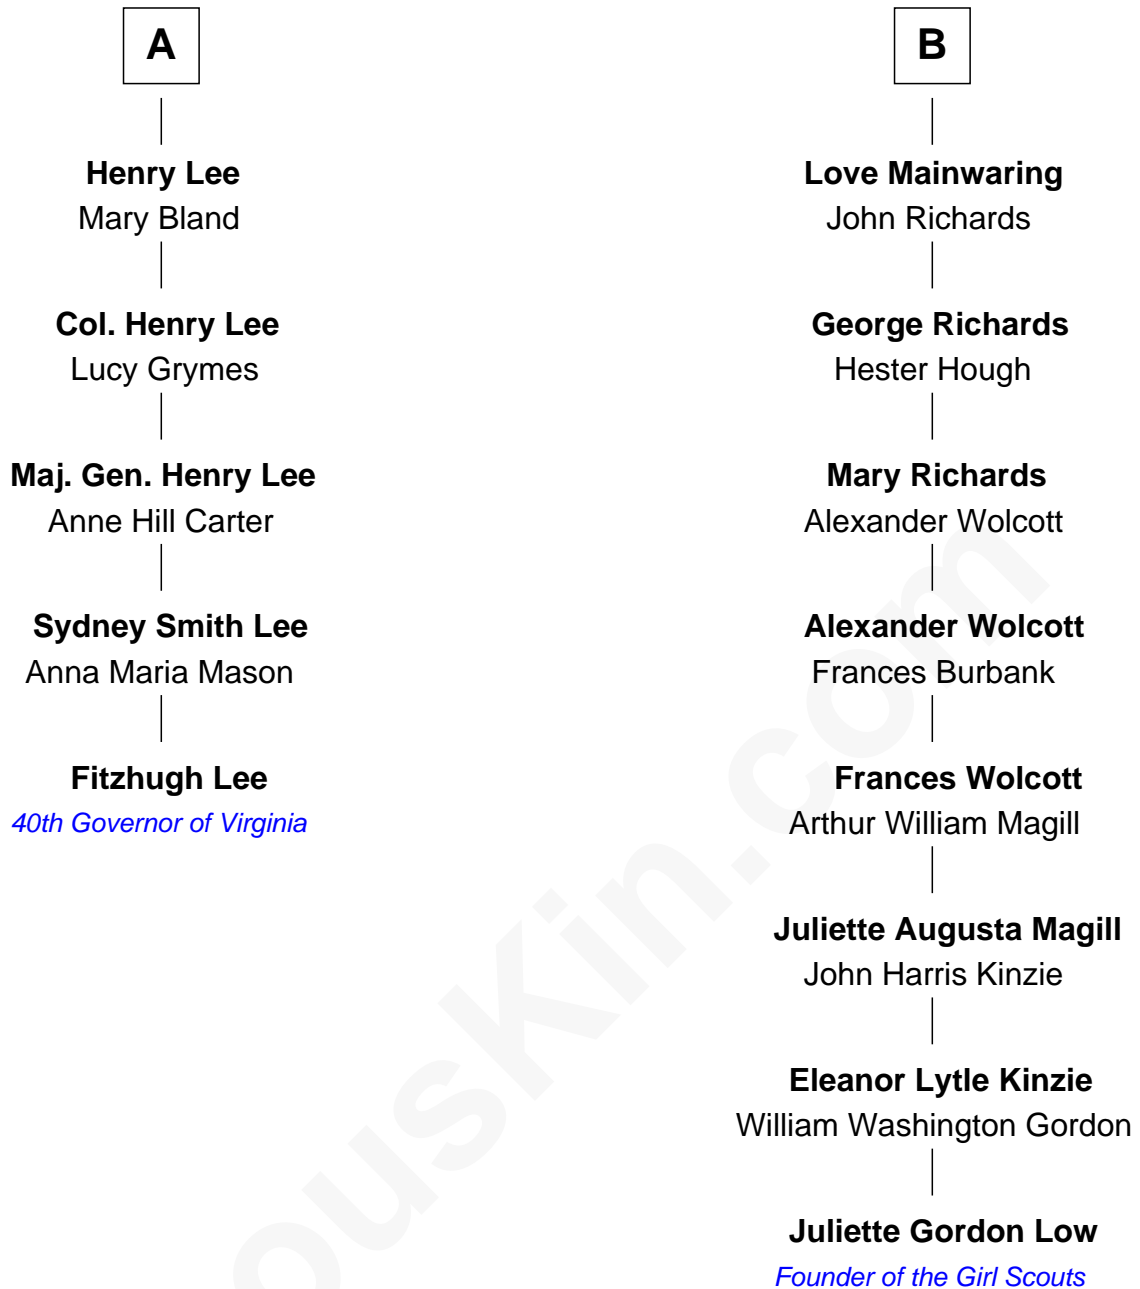 A
Henry Lee
Mary Bland
Col. Henry Lee
Lucy Grymes
Maj. Gen. Henry Lee
Anne Hill Carter
Sydney Smith Lee
Anna Maria Mason
Fitzhugh Lee
40th Governor of Virginia
B
Love Mainwaring
John Richards
George Richards
Hester Hough
Mary Richards
Alexander Wolcott
Alexander Wolcott
Frances Burbank
Frances Wolcott
Arthur William Magill
Juliette Augusta Magill
John Harris Kinzie
Eleanor Lytle Kinzie
William Washington Gordon
Juliette Gordon Low
Founder of the Girl Scouts
ousKin.com